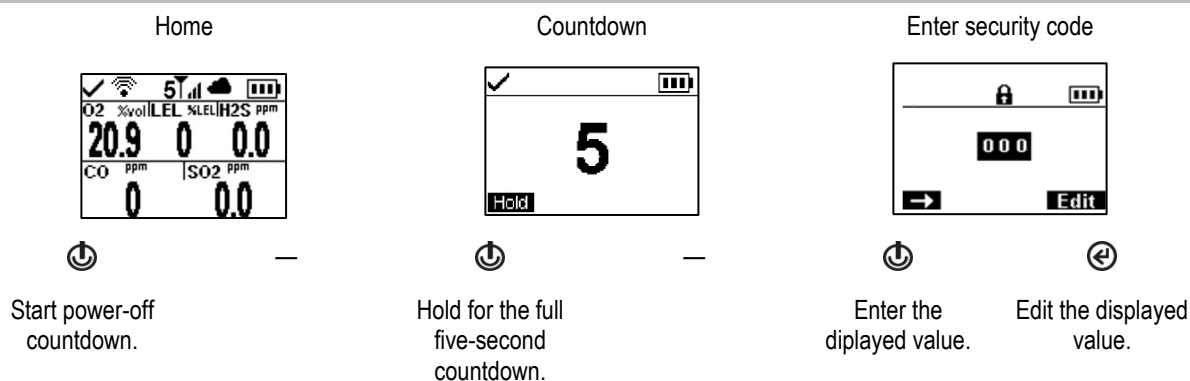 Home
Countdown
Enter security code
5
O2 %vol LEL %LEL H2S ppm
20.9 0 0.0
CO ppm SO2 ppm
0 0.0
5
Hold
000
→ Edit
— —
Start power-off
countdown.
Hold for the full
five-second
countdown.
Enter the
diplayed value.
Edit the displayed
value.